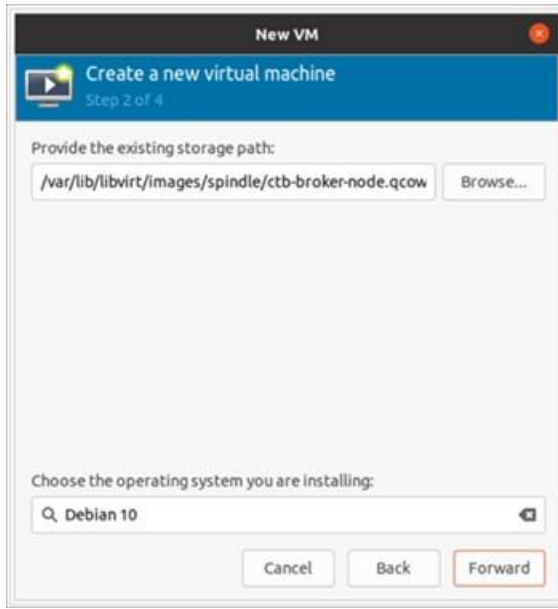 New VM
Create a new virtual machine
Step 2 of 4
Provide the existing storage path:
/var/lib/libvirt/images/spindle/ctb-broker-node.qcow
Browse...
Choose the operating system you are installing:
Debian 10
Cancel Back Forward